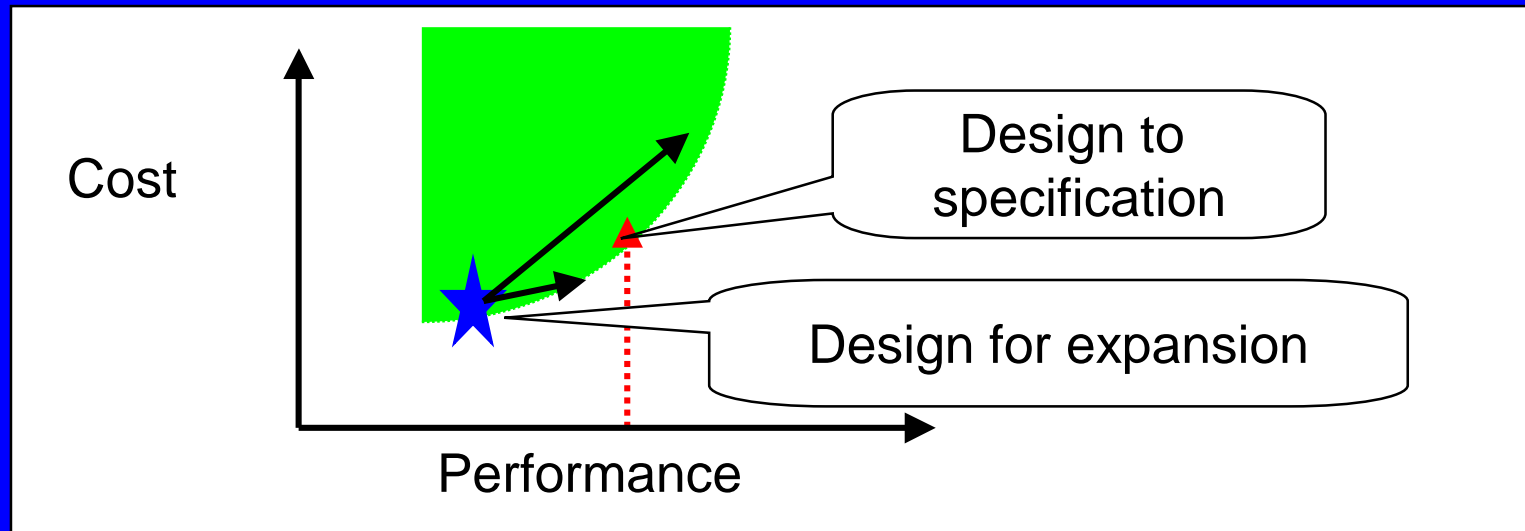 Cost
Design to
specification
Design for expansion
Performance